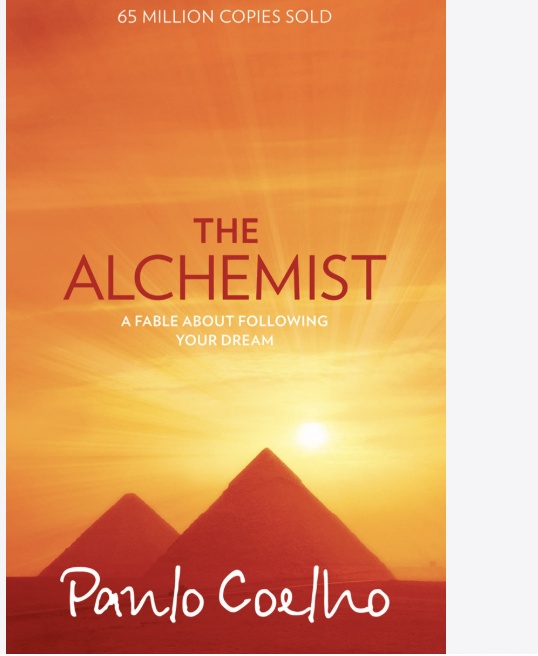 65 MILLION COPIES SOLD
THE
ALCHEMIST
A FABLE ABOUT FOLLOWING
YOUR DREAM
Paulo Coelho